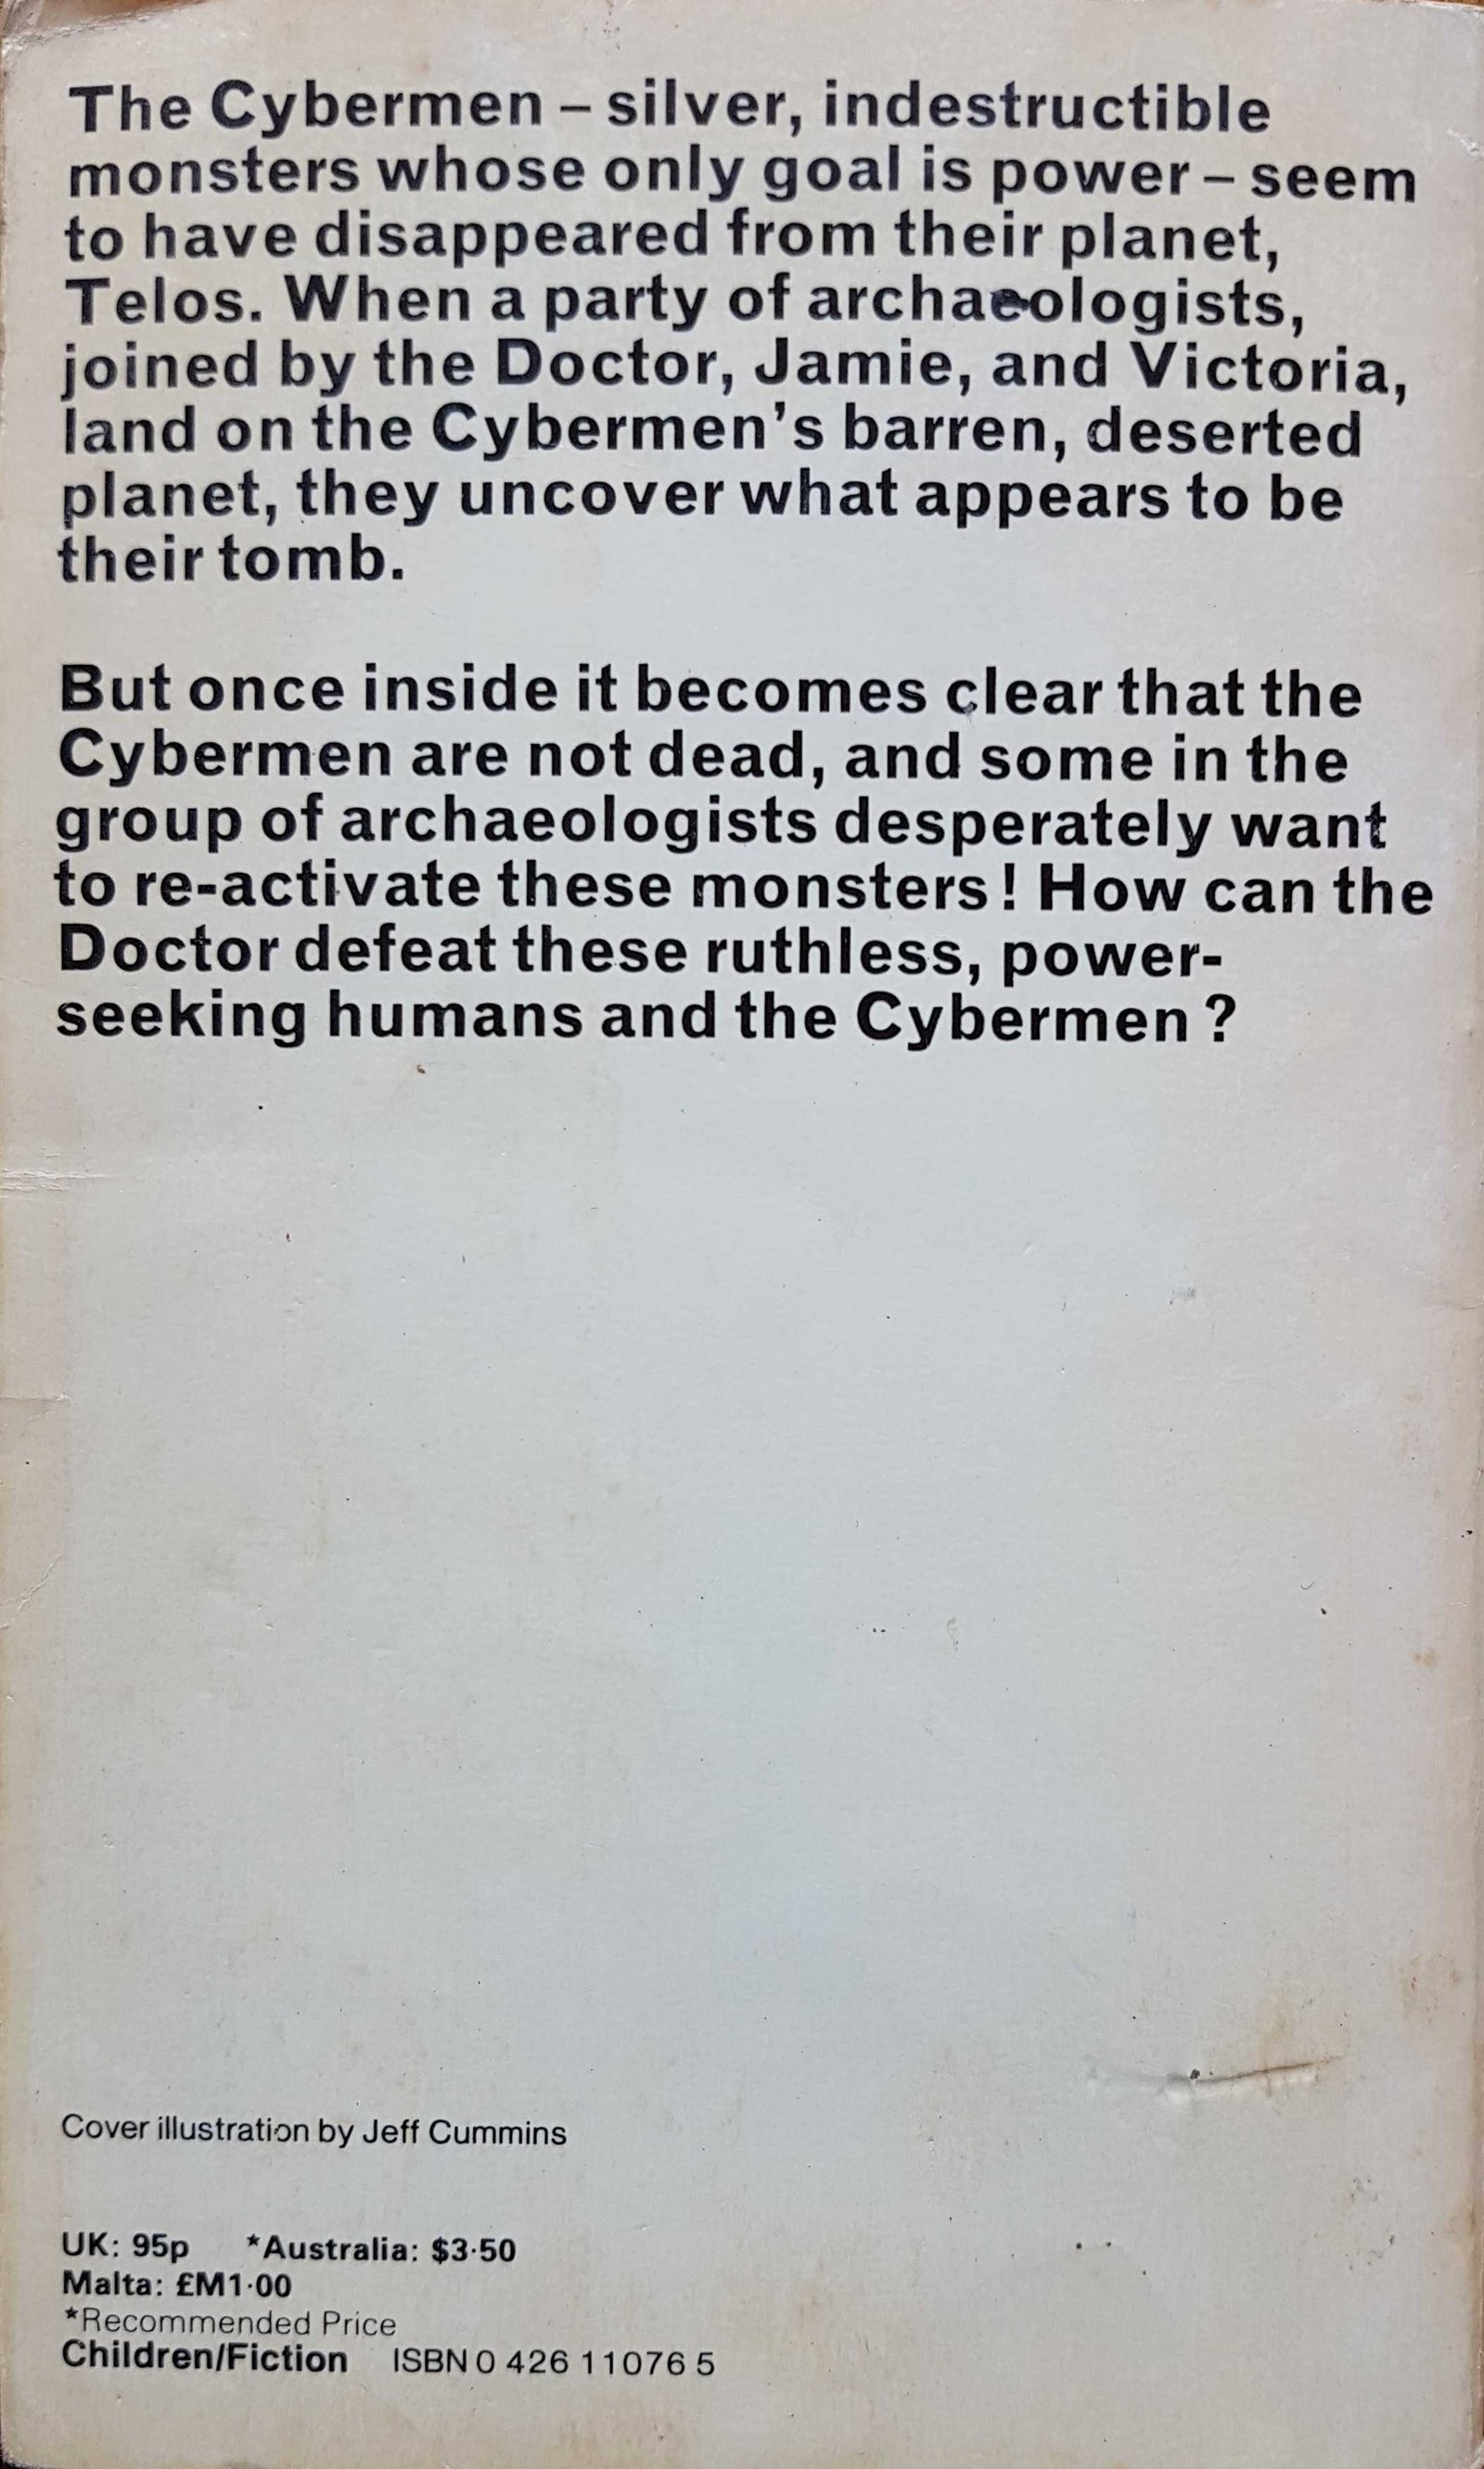 The Cybermen – silver, indestructible
monsters whose only goal is power – seem
to have disappeared from their planet,
Telos. When a party of archaeologists,
joined by the Doctor, Jamie, and Victoria,
land on the Cybermen's barren, deserted
planet, they uncover what appears to be
their tomb.
But once inside it becomes clear that the
Cybermen are not dead, and some in the
group of archaeologists desperately want
to re-activate these monsters! How can the
Doctor defeat these ruthless, power-
seeking humans and the Cybermen?
Cover illustration by Jeff Cummins
UK: 95p *Australia: $3·50
Malta: £M1·00
*Recommended Price
Children/Fiction ISBN 0 426 11076 5